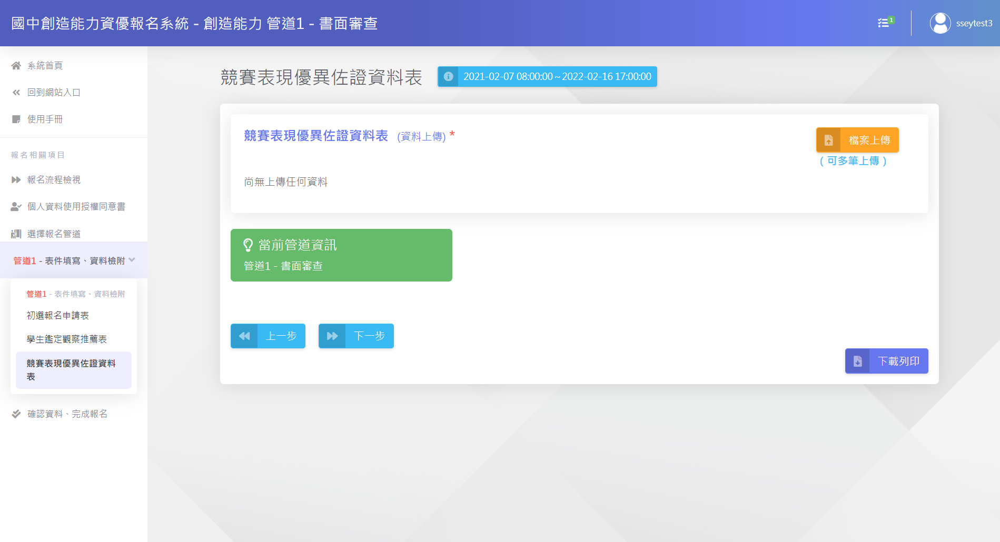 國中創造能力資優報名系統 - 創造能力 管道1 - 書面審查
1
sseytest3
系統首頁
回到網站入口
使用手冊
報名相關項目
報名流程檢視
個人資料使用授權同意書
選擇報名管道
管道1 - 表件填寫、資料檢附
管道1 - 表件填寫、資料檢附
初選報名申請表
學生鑑定觀察推薦表
競賽表現優異佐證資料
表
確認資料、完成報名
競賽表現優異佐證資料表
2021-02-07 08:00:00 ~ 2022-02-16 17:00:00
競賽表現優異佐證資料表 (資料上傳) *
檔案上傳
( 可多筆上傳 )
尚無上傳任何資料
當前管道資訊
管道1 - 書面審查
上一步
下一步
下載列印